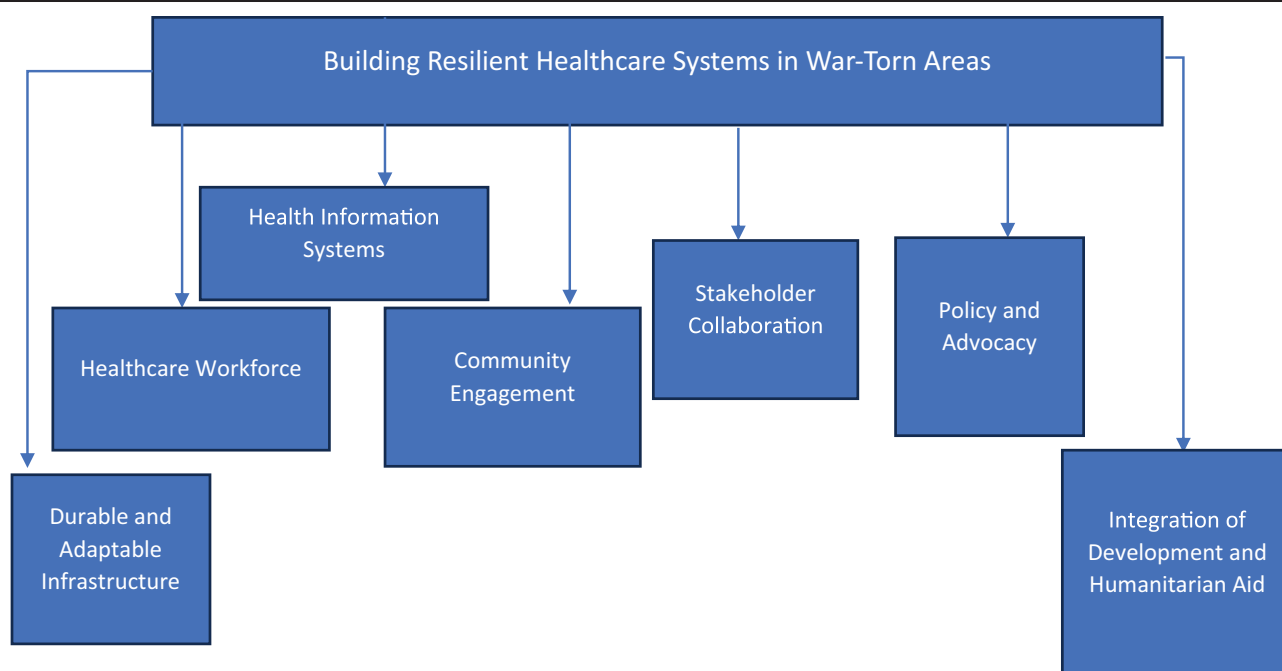 Building Resilient Healthcare Systems in War-Torn Areas
Health Information
Systems
Stakeholder
Collaboration
Policy and
Advocacy
Healthcare Workforce
Community
Engagement
Durable and
Adaptable
Infrastructure
Integration of
Development and
Humanitarian Aid